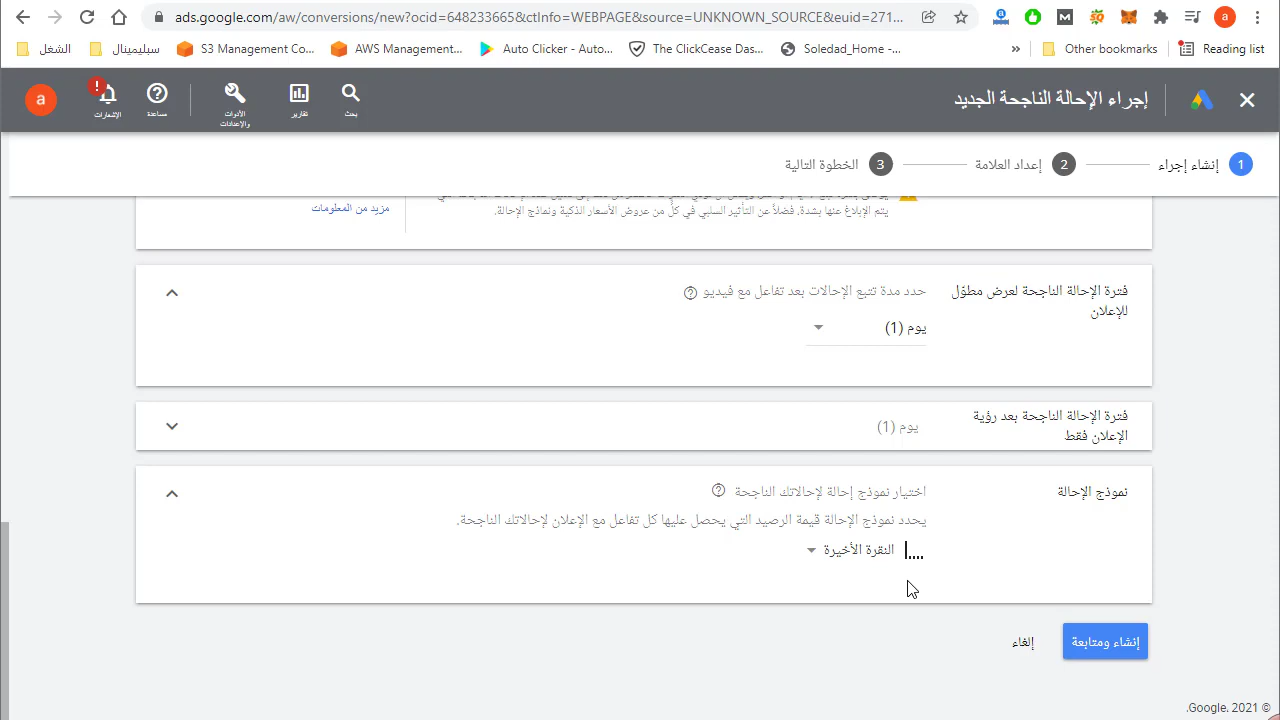 ads.google.com/aw/conversions/new?ocid=648233665&ctInfo=WEBPAGE&source=UNKNOWN_SOURCE&euid=271...
الشغل
سبليمينال
S3 Management Co...
AWS Management...
Auto Clicker - Auto...
The ClickCease Das...
Soledad_Home -...
»
Other bookmarks
Reading list
إجراء الإحالة الناجحة الجديد
بحث
تقارير
الأدوات والإعدادات
مساعدة
الإشعارات
!
a
a
1 إنشاء إجراء
2 إعداد العلامة
3 الخطوة التالية
يتم الإبلاغ عنها بشدة، فضلاً عن التأثير السلبي في كلٍّ من عروض الأسعار الذكية ونماذج الإحالة.
مزيد من المعلومات
فترة الإحالة الناجحة لعرض مطوّل
للإعلان
حدد مدة تتبع الإحالات بعد تفاعل مع فيديو
يوم (1)
فترة الإحالة الناجحة بعد رؤية
الإعلان فقط
يوم (1)
نموذج الإحالة
اختيار نموذج إحالة لإحالاتك الناجحة
يحدد نموذج الإحالة قيمة الرصيد التي يحصل عليها كل تفاعل مع الإعلان لإحالاتك الناجحة.
النقرة الأخيرة
إنشاء ومتابعة
إلغاء
© Google. 2021.